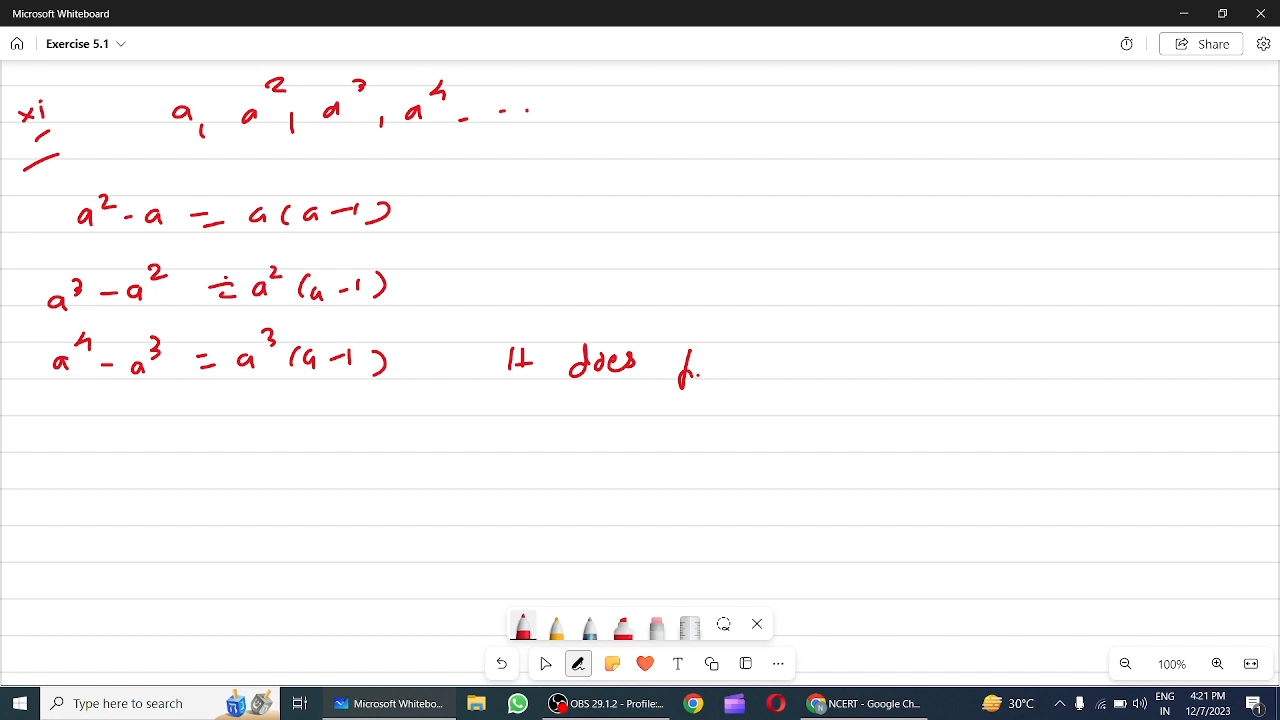 Microsoft Whiteboard
Exercise 5.1
Share
xi a, a², a³, a⁴ - ..
a² - a = a(a-1)
a³ - a² = a²(a-1)
a⁴ - a³ = a³(a-1) It does
100%
Type here to search
Microsoft Whitebo...
OBS 29.1.2 - Profile:...
NCERT - Google Ch...
30°C
ENG
IN
4:21 PM
12/7/2023